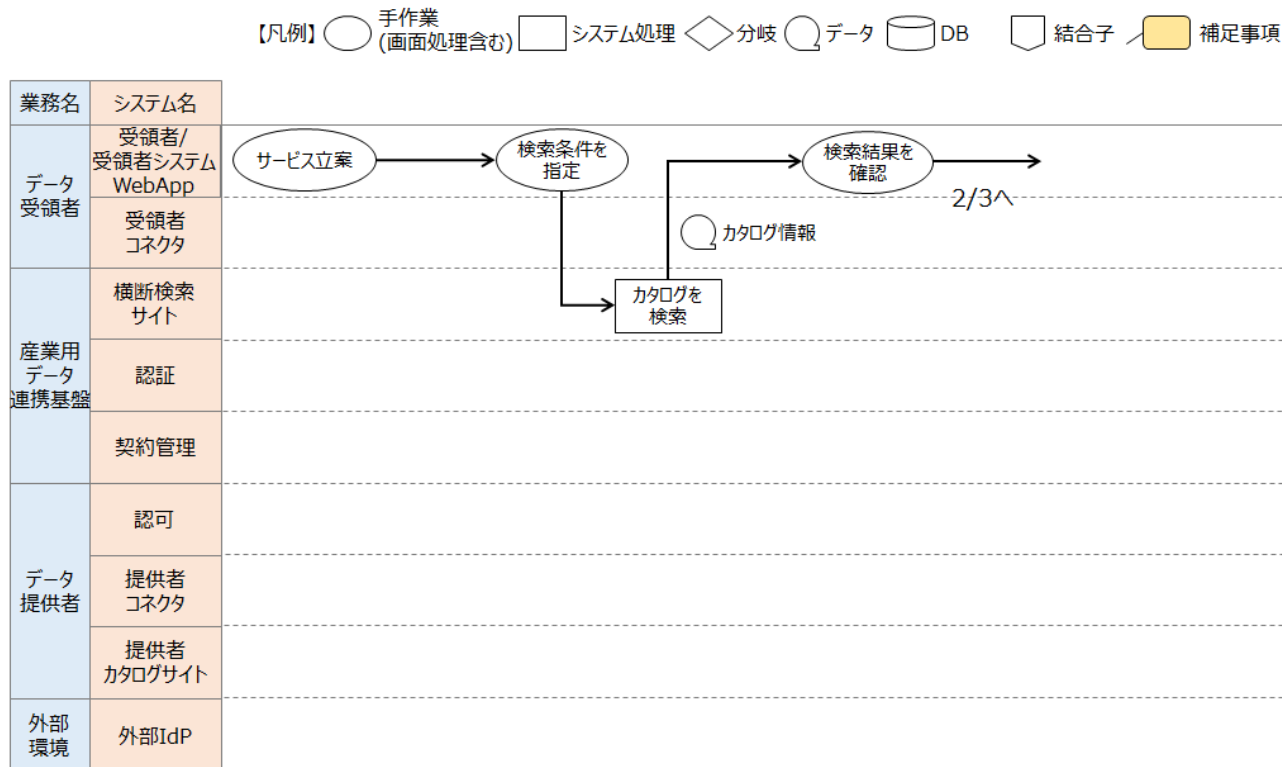 【凡例】
手作業
(画面処理含む)
システム処理
分岐
データ
DB
結合子
補足事項
業務名
システム名
データ
受領者
受領者/
受領者システム
WebApp
サービス立案
検索条件を
指定
検索結果を
確認
2/3へ
受領者
コネクタ
カタログ情報
産業用
データ
連携基盤
横断検索
サイト
カタログを
検索
認証
契約管理
データ
提供者
認可
提供者
コネクタ
提供者
カタログサイト
外部
環境
外部IdP